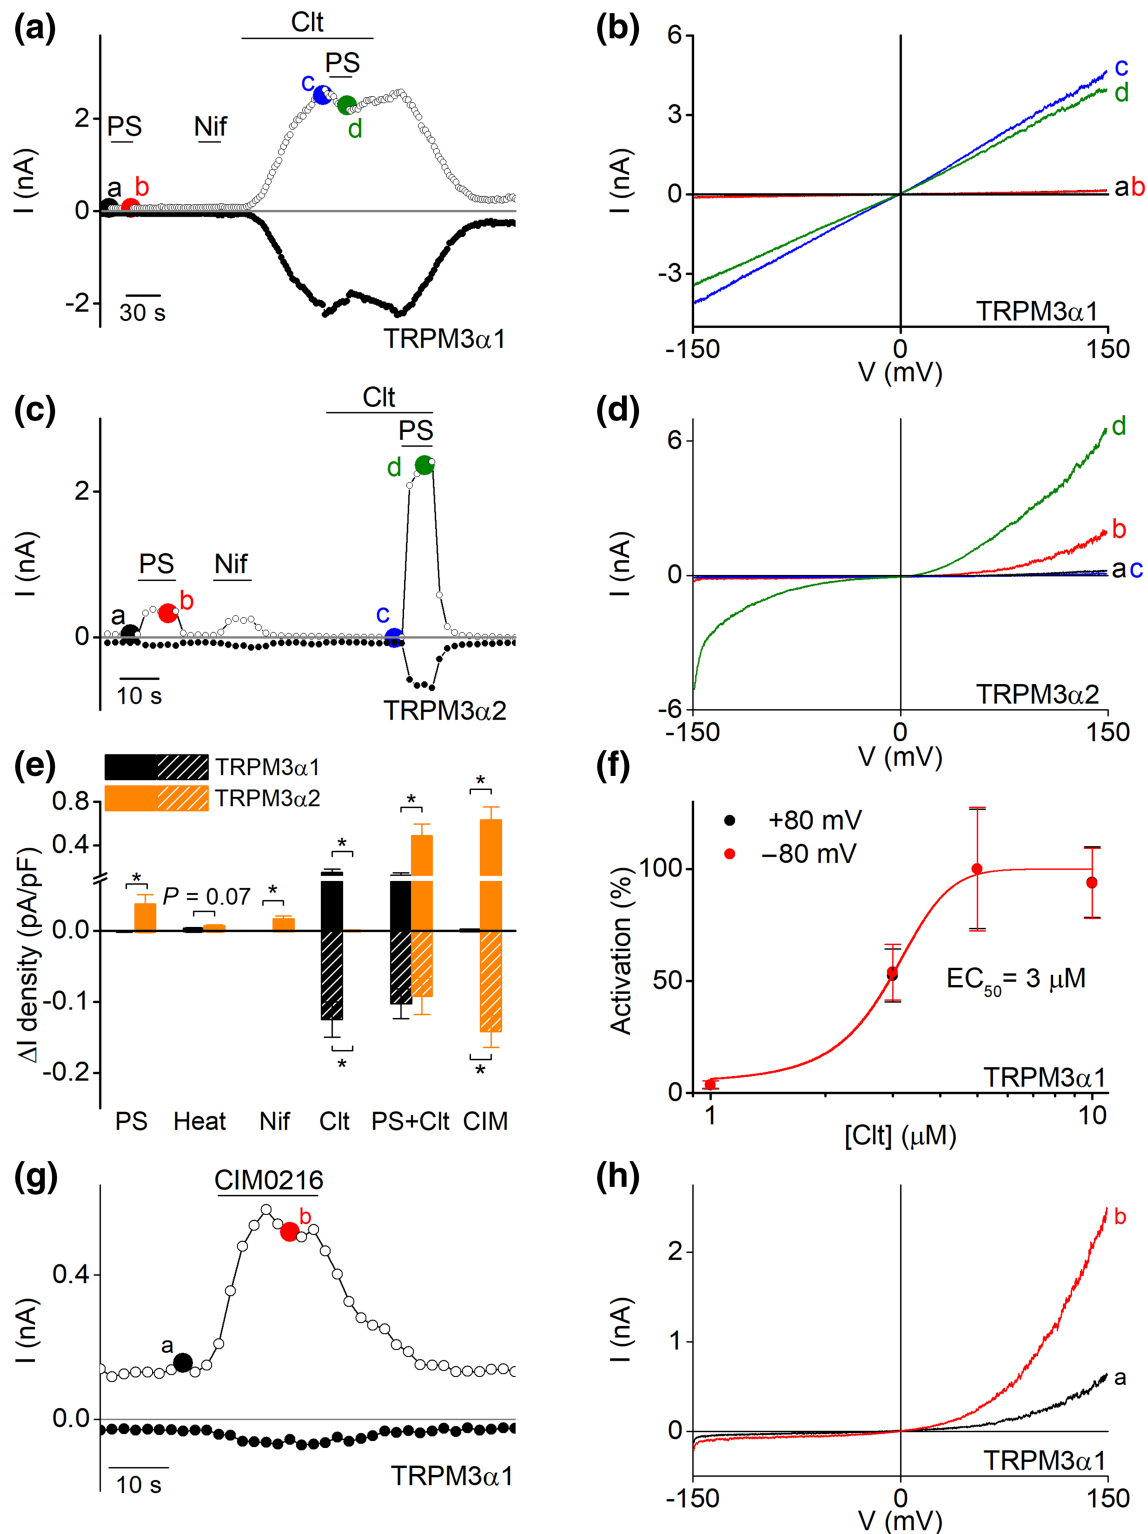 (a)
Clt
PS
c
d
PS
Nif
a
b
2
0
-2
I (nA)
30 s
TRPM3α1
(b)
6
3
0
-3
I (nA)
c
d
a b
TRPM3α1
-150
0
150
V (mV)
(c)
Clt
PS
d
PS
Nif
a
b
c
2
0
I (nA)
10 s
TRPM3α2
(d)
6
0
-6
I (nA)
d
b
a c
TRPM3α2
-150
0
150
V (mV)
(e)
TRPM3α1
TRPM3α2
0.8
0.4
0.0
-0.1
-0.2
ΔI density (pA/pF)
*
P = 0.07
*
*
*
*
*
*
PS Heat Nif Clt PS+Clt CIM
(f)
+80 mV
−80 mV
100
50
0
Activation (%)
EC50= 3 μM
TRPM3α1
1
10
[Clt] (μM)
(g)
CIM0216
b
a
0.4
0.0
I (nA)
10 s
TRPM3α1
(h)
2
1
0
I (nA)
b
a
TRPM3α1
-150
0
150
V (mV)